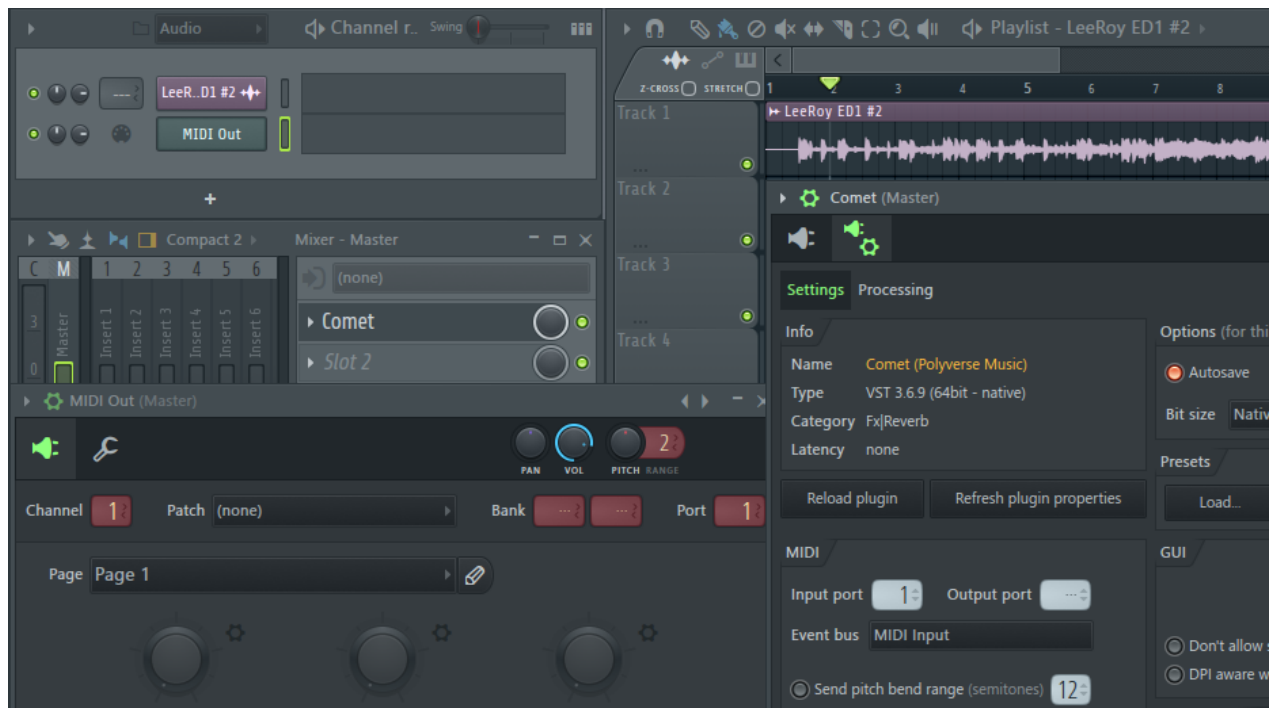 Audio
Channel r..
Swing
LeeR..D1 #2
MIDI Out
+
Compact 2
Mixer - Master
C M 1 2 3 4 5 6
(none)
3
0
Master
Insert 1
Insert 2
Insert 3
Insert 4
Insert 5
Insert 6
Comet
Slot 2
Playlist - LeeRoy ED1 #2
Z-CROSS STRETCH
1 2 3 4 5 6 7 8
Track 1
LeeRoy ED1 #2
Track 2
Track 3
Track 4
MIDI Out (Master)
PAN VOL PITCH RANGE
2
Channel 1 Patch (none) Bank --- --- Port 1
Page Page 1
Comet (Master)
Settings Processing
Info
Name Comet (Polyverse Music)
Type VST 3.6.9 (64bit - native)
Category Fx|Reverb
Latency none
Reload plugin Refresh plugin properties
MIDI
Input port 1 Output port ---
Event bus MIDI Input
Send pitch bend range (semitones) 12
Options (for thi
Autosave
Bit size Nativ
Presets
Load...
GUI
Don't allow s
DPI aware w